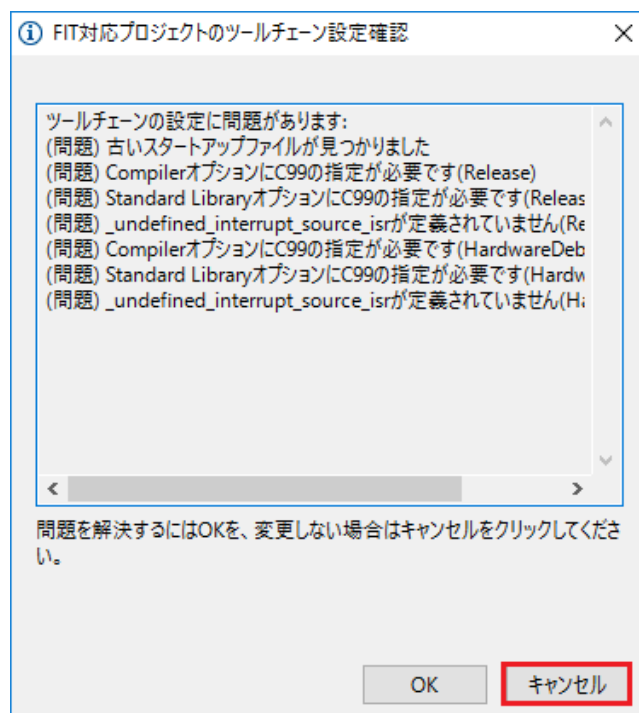 FIT対応プロジェクトのツールチェーン設定確認
ツールチェーンの設定に問題があります:
(問題) 古いスタートアップファイルが見つかりました
(問題) CompilerオプションにC99の指定が必要です(Release)
(問題) Standard LibraryオプションにC99の指定が必要です(Releas
(問題) _undefined_interrupt_source_isrが定義されていません(Re
(問題) CompilerオプションにC99の指定が必要です(HardwareDeb
(問題) Standard LibraryオプションにC99の指定が必要です(Hardw
(問題) _undefined_interrupt_source_isrが定義されていません(Ha
問題を解決するにはOKを、変更しない場合はキャンセルをクリックしてくださ
い。
OK
キャンセル